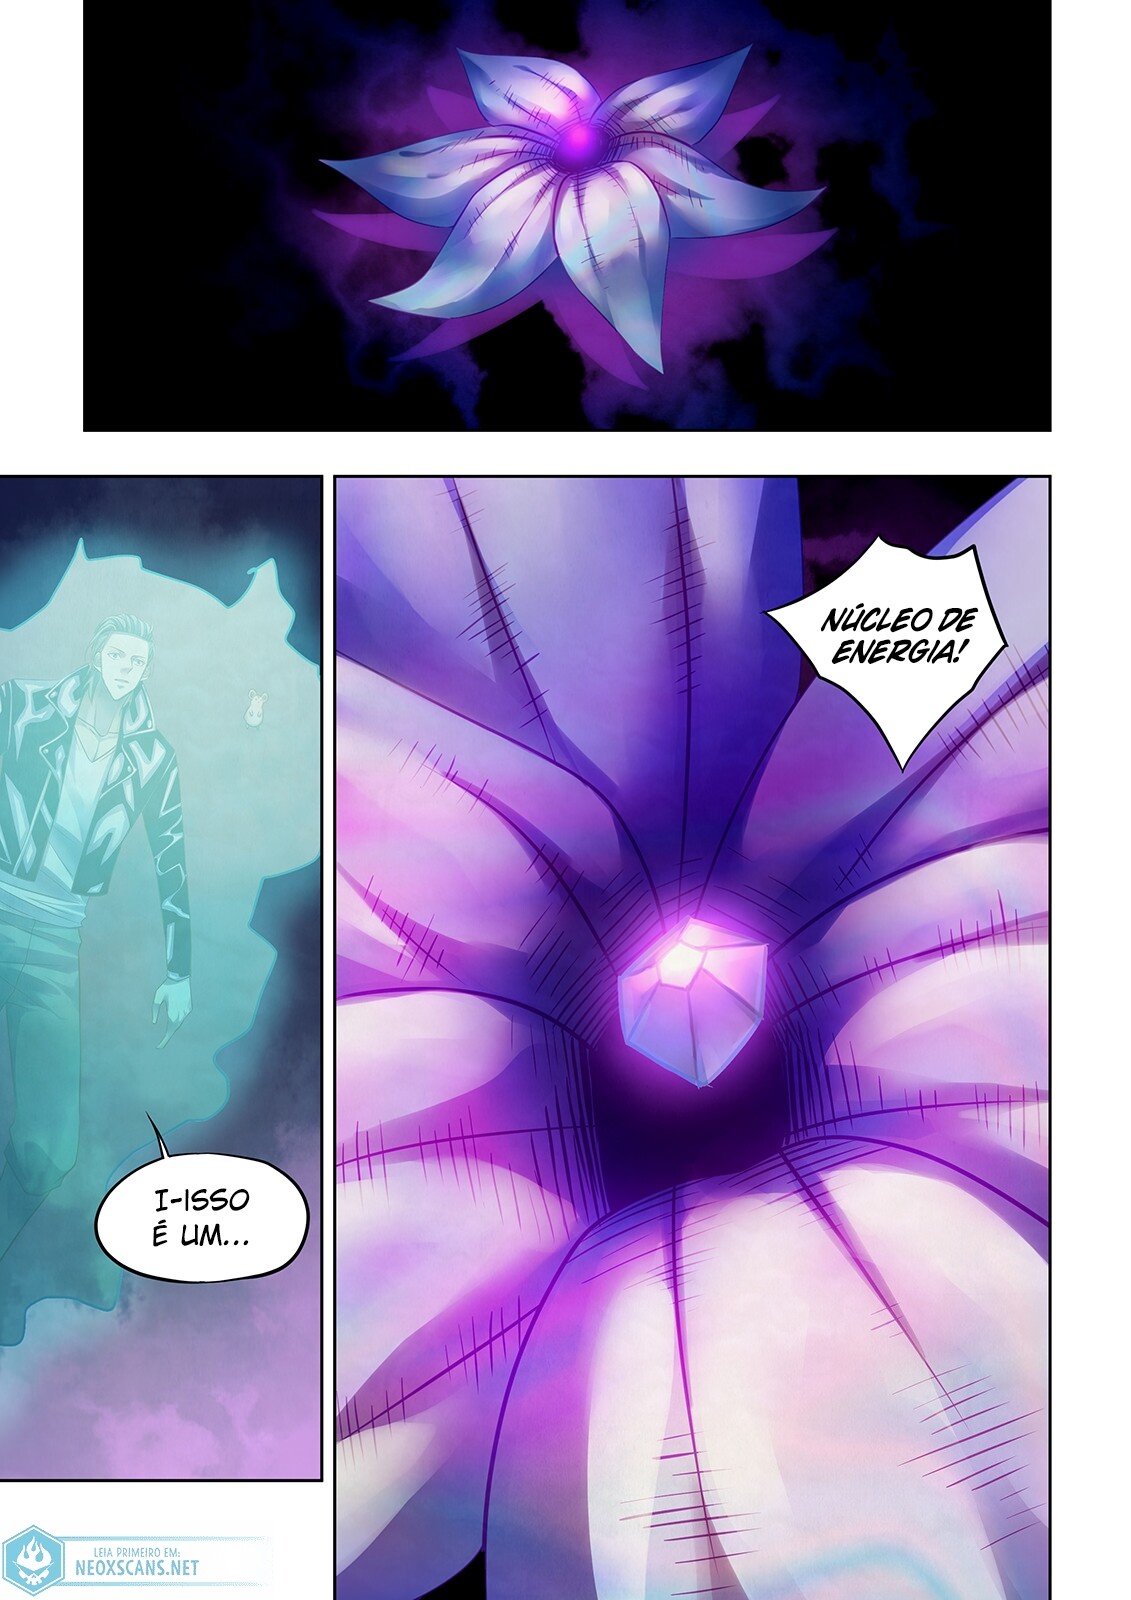 I-ISSO
É UM...
NÚCLEO DE
ENERGIA!
LEIA PRIMEIRO EM:
NEOXSCANS.NET